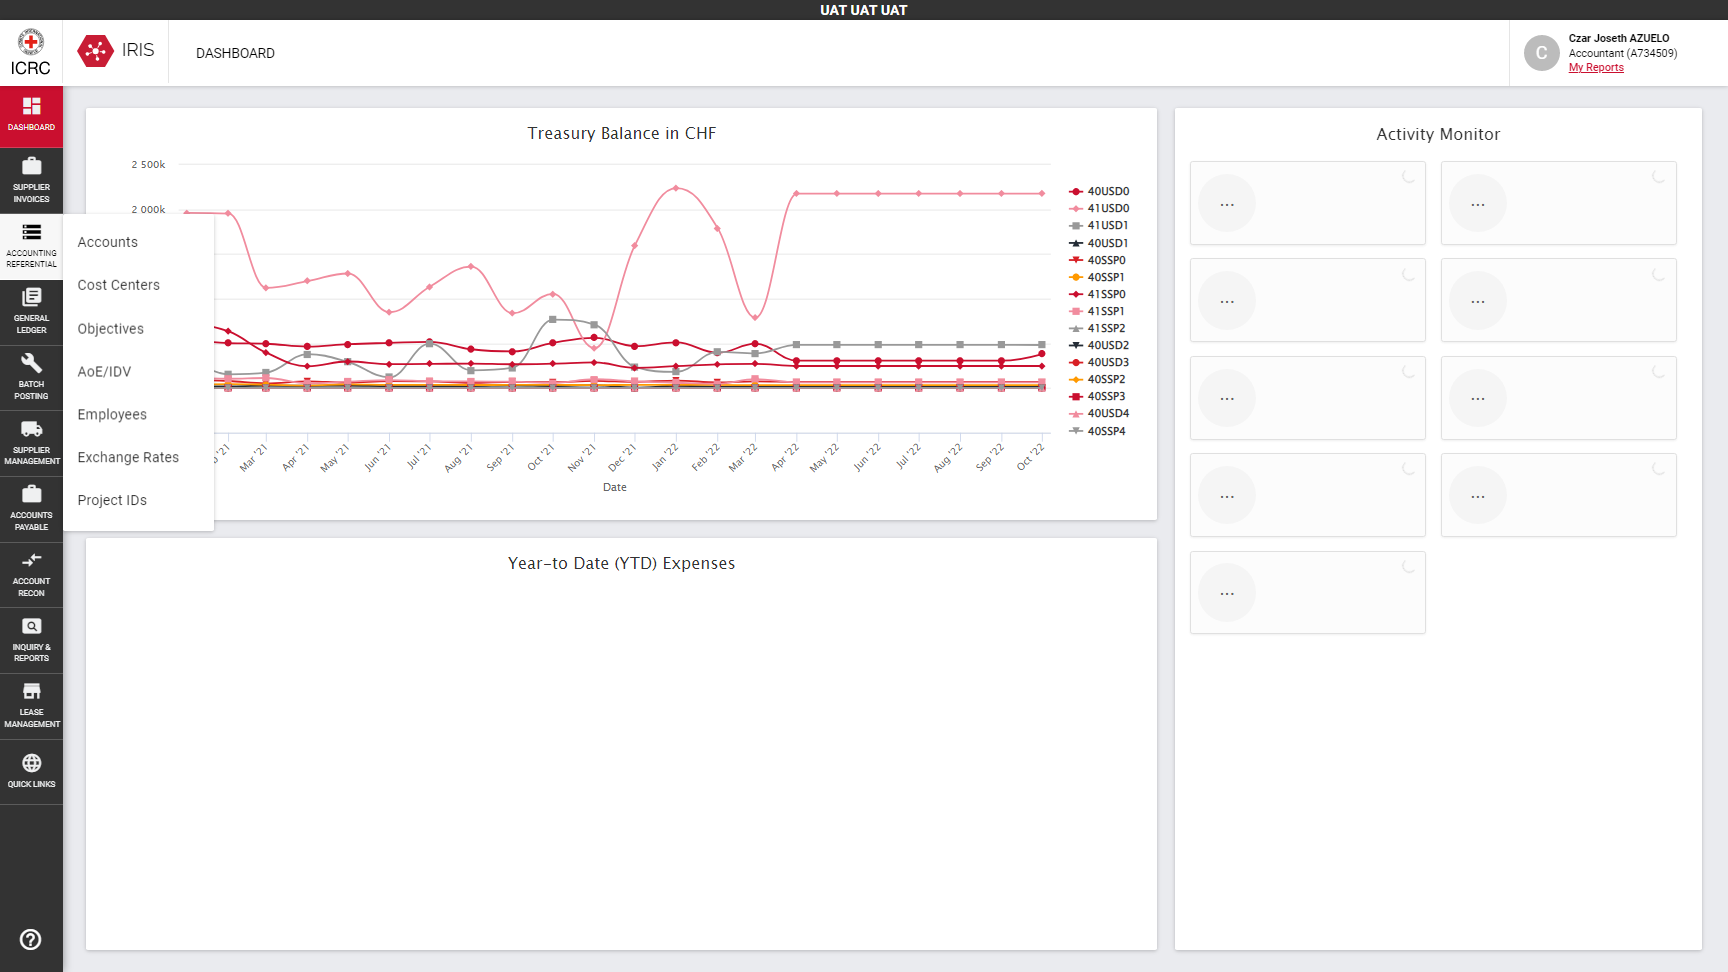 UAT UAT UAT
ICRC
IRIS
DASHBOARD
Czar Joseth AZUELO
Accountant (A734509)
My Reports
C
DASHBOARD
SUPPLIER
INVOICES
ACCOUNTING
REFERENTIAL
GENERAL
LEDGER
BATCH
POSTING
SUPPLIER
MANAGEMENT
ACCOUNTS
PAYABLE
ACCOUNT
RECON
INQUIRY &
REPORTS
LEASE
MANAGEMENT
QUICK LINKS
Accounts
Cost Centers
Objectives
AoE/IDV
Employees
Exchange Rates
Project IDs
Treasury Balance in CHF
2 500k
2 000k
Mar '21
Apr '21
May '21
Jun '21
Jul '21
Aug '21
Sep '21
Oct '21
Nov '21
Dec '21
Jan '22
Feb '22
Mar '22
Apr '22
May '22
Jun '22
Jul '22
Aug '22
Sep '22
Oct '22
Date
40USD0
41USD0
41USD1
40USD1
40SSP0
40SSP1
41SSP0
41SSP1
41SSP2
40USD2
40USD3
40SSP2
40SSP3
40USD4
40SSP4
Year-to Date (YTD) Expenses
Activity Monitor
... ...
... ...
... ...
... ...
...